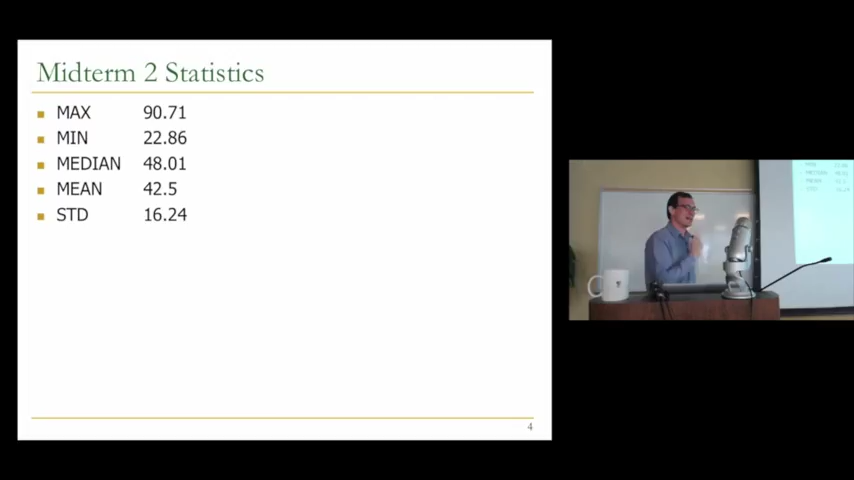 Midterm 2 Statistics
MAX 90.71
MIN 22.86
MEDIAN 48.01
MEAN 42.5
STD 16.24
4